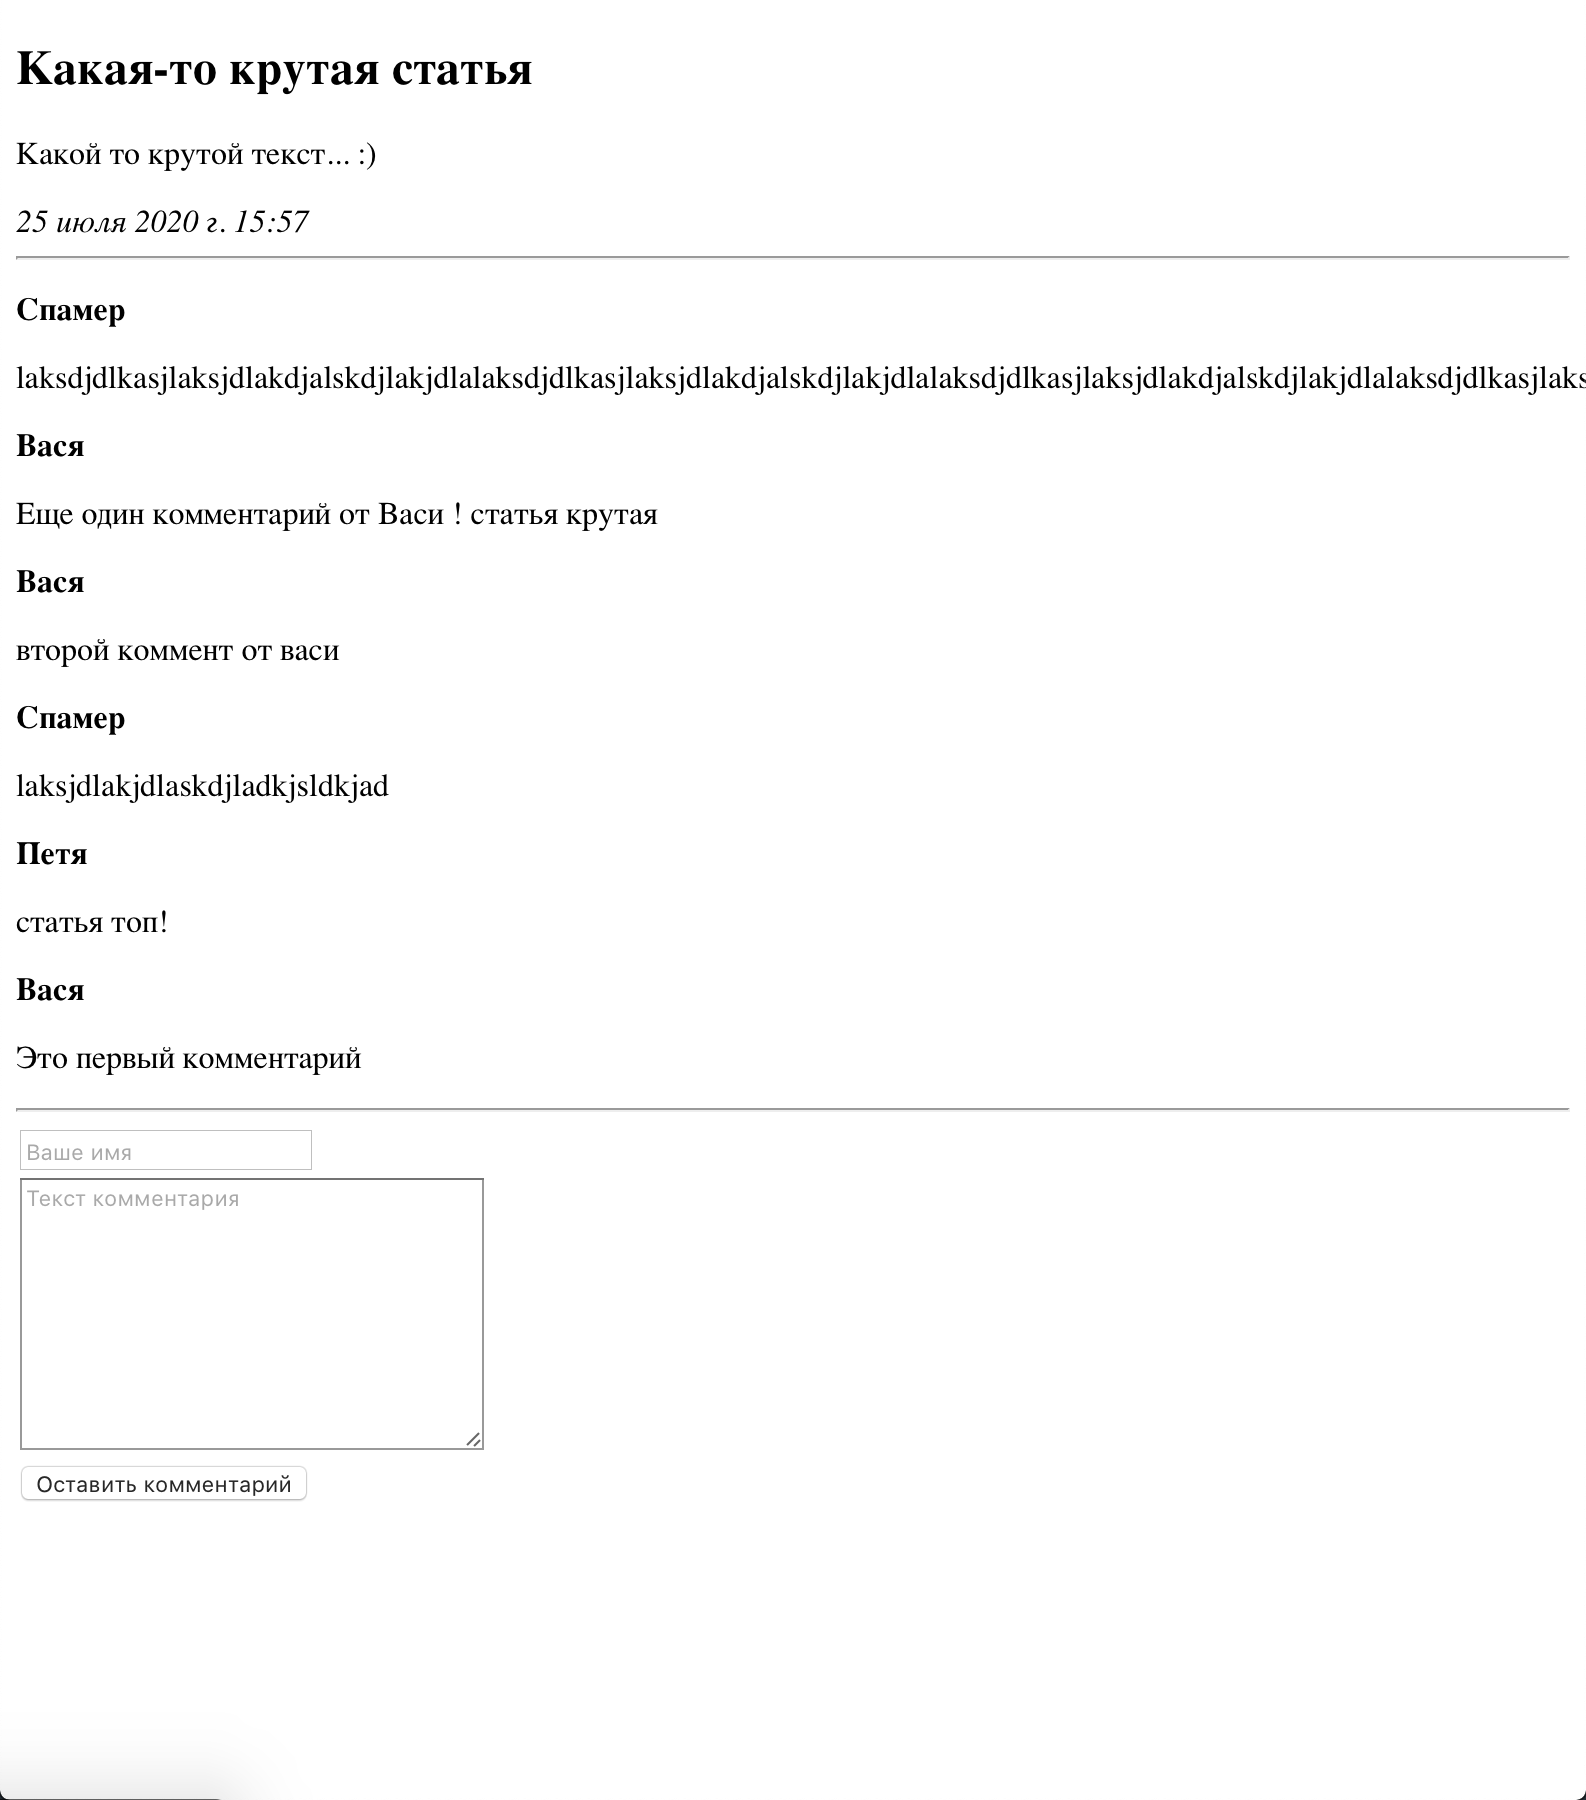 Какая-то крутая статья
Какой то крутой текст... :)
25 июля 2020 г. 15:57
Спамер
laksdjdlkasjlaksjdlakdjalskdjlakjdlalaksdjdlkasjlaksjdlakdjalskdjlakjdlalaksdjdlkasjlaksjdlakdjalskdjlakjdlalaksdjdlkasjlaks
Вася
Еще один комментарий от Васи ! статья крутая
Вася
второй коммент от васи
Спамер
laksjdlakjdlaskdjladkjsldkjad
Петя
статья топ!
Вася
Это первый комментарий
Ваше имя
Текст комментария
Оставить комментарий